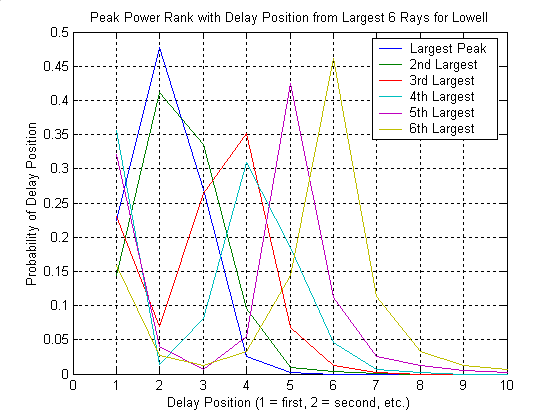 Peak Power Rank with Delay Position from Largest 6 Rays for Lowell
0.5
0.45
0.4
0.35
0.3
0.25
0.2
0.15
0.1
0.05
0
Probability of Delay Position
Largest Peak
2nd Largest
3rd Largest
4th Largest
5th Largest
6th Largest
0 1 2 3 4 5 6 7 8 9 10
Delay Position (1 = first, 2 = second, etc.)